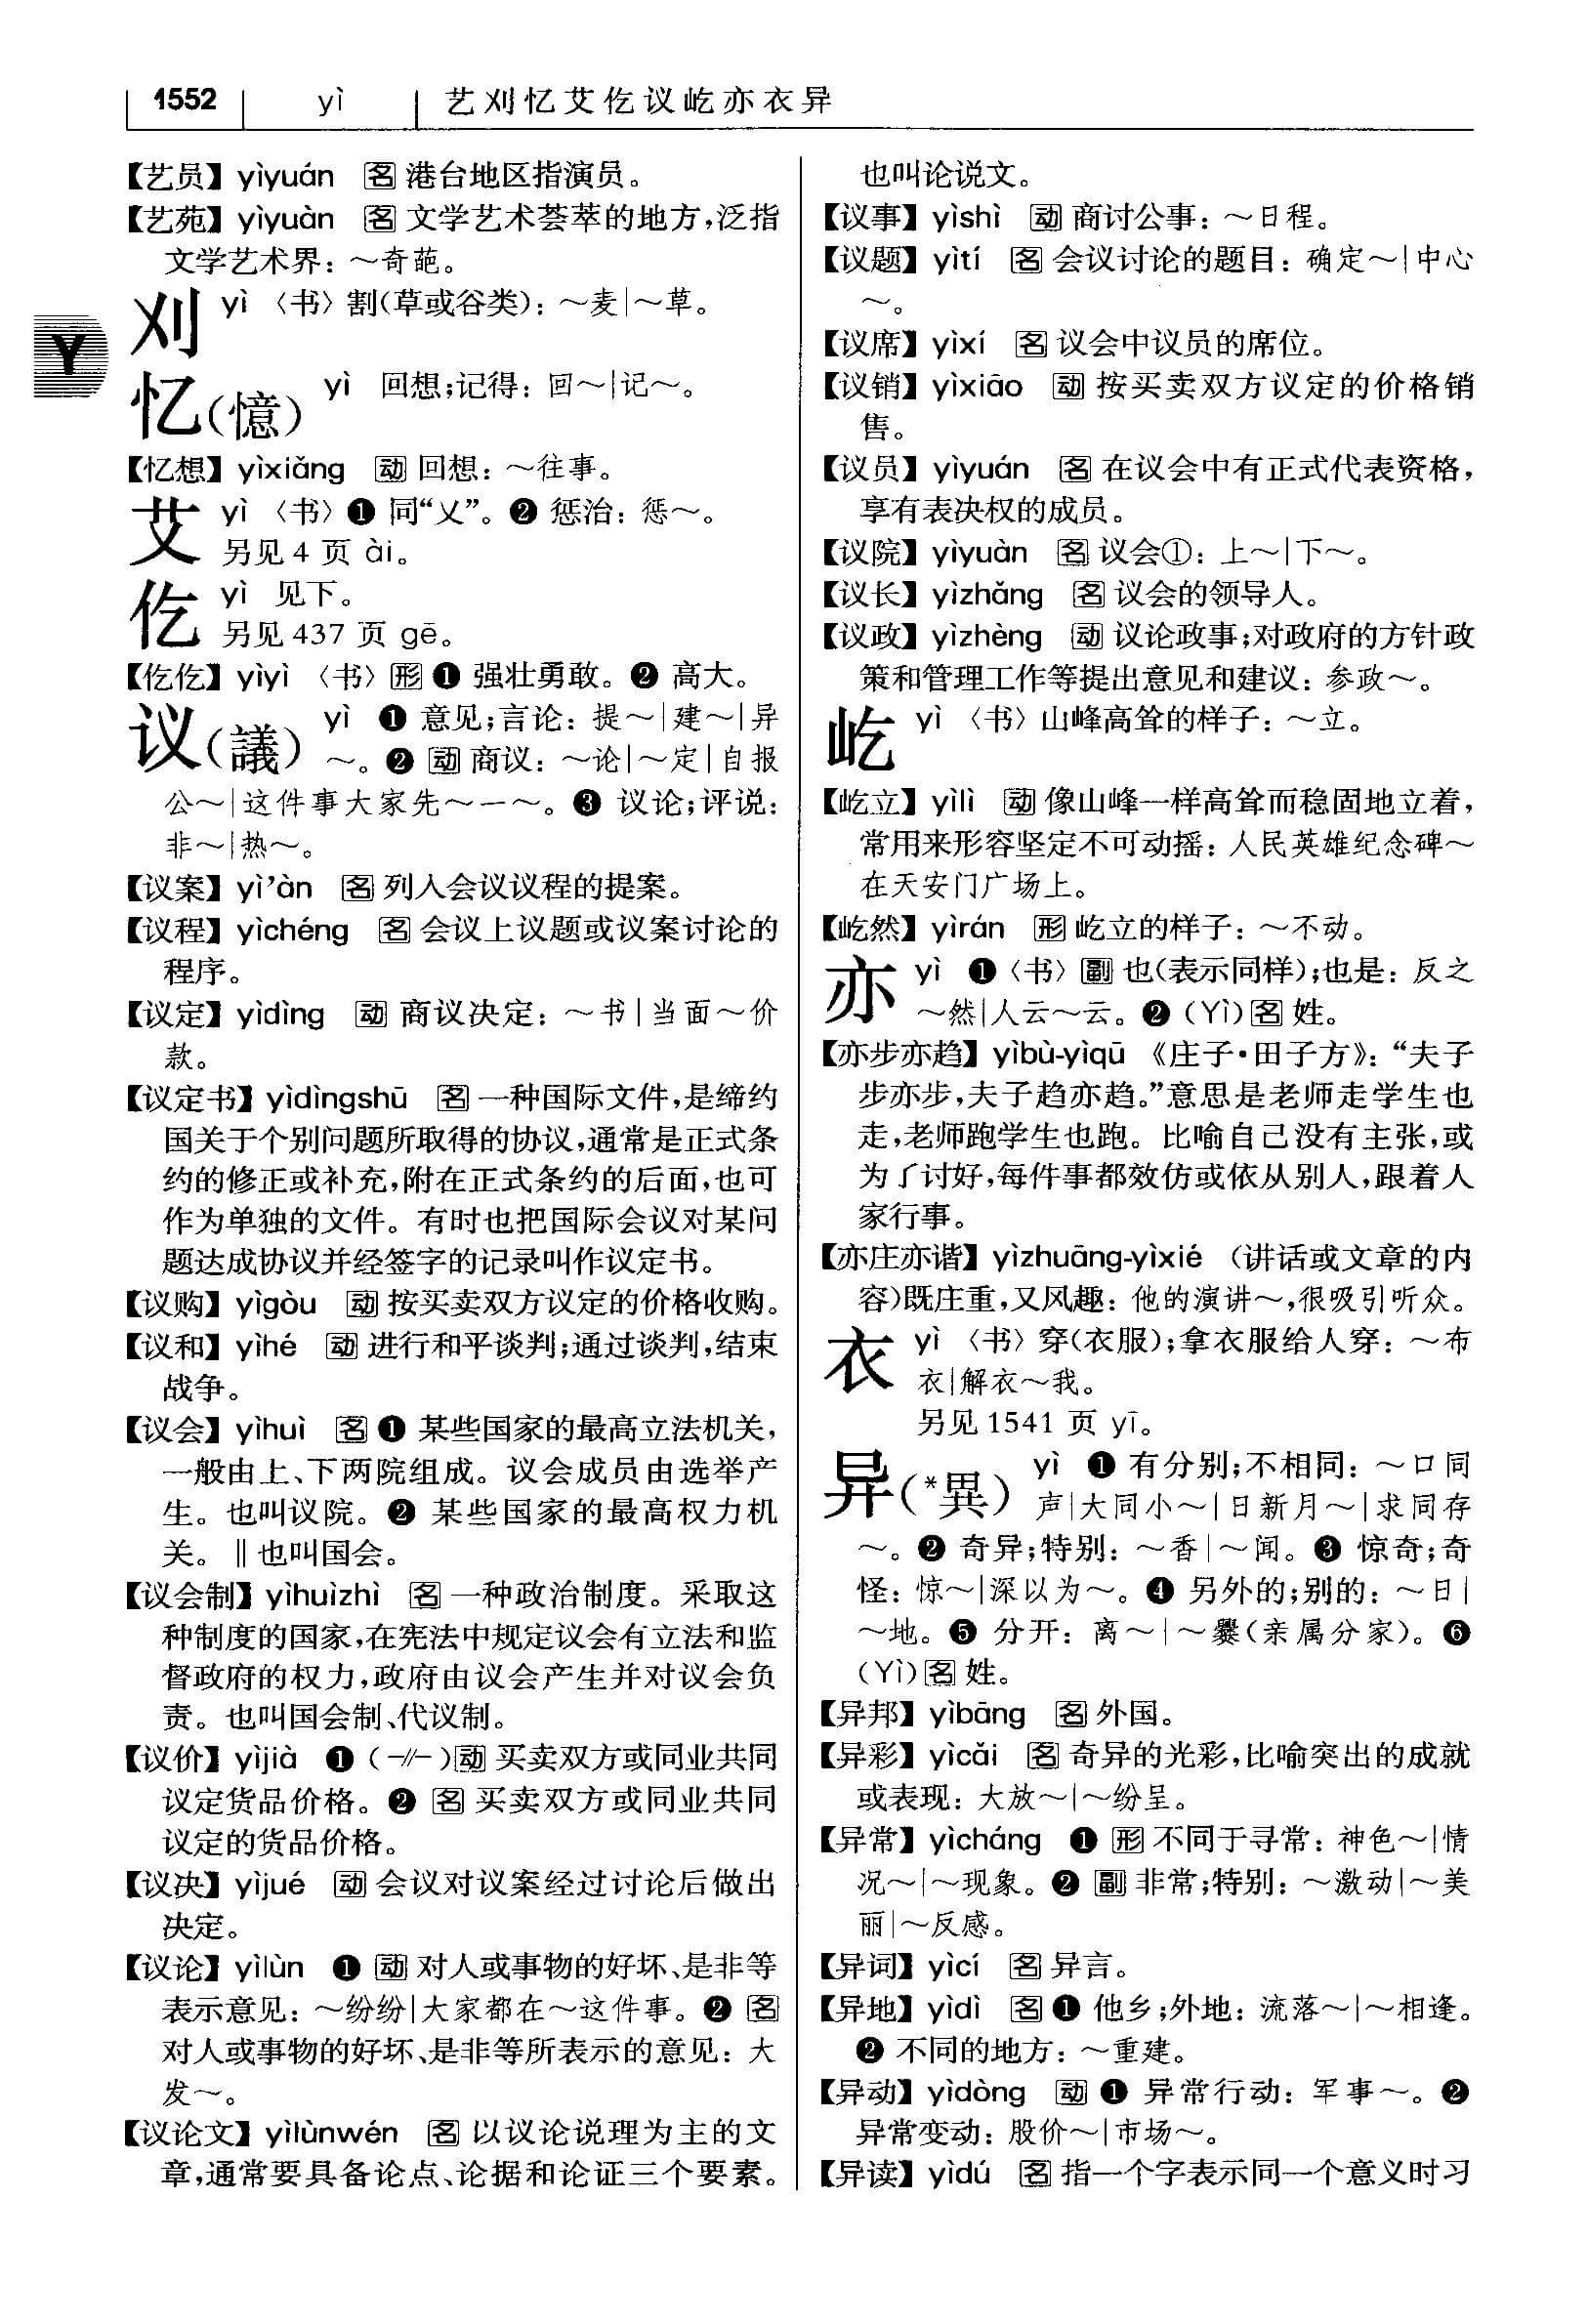 1552 yì 艺刈忆艾仡议屹亦衣异
【艺员】yìyuán 名 港台地区指演员。
【艺苑】yìyuàn 名 文学艺术荟萃的地方,泛指
文学艺术界：～奇葩。
刈 yì 〈书〉割(草或谷类)：～麦|～草。
Y
忆(憶) yì 回想;记得：回～|记～。
【忆想】yìxiǎng 动 回想：～往事。
艾 yì 〈书〉❶ 同“乂”。❷ 惩治：惩～。
另见 4 页 ài。
仡 yì 见下。
另见 437 页 gē。
【仡仡】yìyì 〈书〉形 ❶ 强壮勇敢。❷ 高大。
议(議) yì ❶ 意见;言论：提～|建～|异
～。❷ 动 商议：～论|～定|自报
公～|这件事大家先～一～。❸ 议论;评说：
非～|热～。
【议案】yì’àn 名 列入会议议程的提案。
【议程】yìchéng 名 会议上议题或议案讨论的
程序。
【议定】yìdìng 动 商议决定：～书|当面～价
款。
【议定书】yìdìngshū 名 一种国际文件,是缔约
国关于个别问题所取得的协议,通常是正式条
约的修正或补充,附在正式条约的后面,也可
作为单独的文件。有时也把国际会议对某问
题达成协议并经签字的记录叫作议定书。
【议购】yìgòu 动 按买卖双方议定的价格收购。
【议和】yìhé 动 进行和平谈判;通过谈判,结束
战争。
【议会】yìhuì 名 ❶ 某些国家的最高立法机关,
一般由上、下两院组成。议会成员由选举产
生。也叫议院。❷ 某些国家的最高权力机
关。‖也叫国会。
【议会制】yìhuìzhì 名 一种政治制度。采取这
种制度的国家,在宪法中规定议会有立法和监
督政府的权力,政府由议会产生并对议会负
责。也叫国会制、代议制。
【议价】yìjià ❶ (-//-)动 买卖双方或同业共同
议定货品价格。❷ 名 买卖双方或同业共同
议定的货品价格。
【议决】yìjué 动 会议对议案经过讨论后做出
决定。
【议论】yìlùn ❶ 动 对人或事物的好坏、是非等
表示意见：～纷纷|大家都在～这件事。❷ 名
对人或事物的好坏、是非等所表示的意见：大
发～。
【议论文】yìlùnwén 名 以议论说理为主的文
章,通常要具备论点、论据和论证三个要素。
也叫论说文。
【议事】yìshì 动 商讨公事：～日程。
【议题】yìtí 名 会议讨论的题目：确定～|中心
～。
【议席】yìxí 名 议会中议员的席位。
【议销】yìxiāo 动 按买卖双方议定的价格销
售。
【议员】yìyuán 名 在议会中有正式代表资格,
享有表决权的成员。
【议院】yìyuàn 名 议会①：上～|下～。
【议长】yìzhǎng 名 议会的领导人。
【议政】yìzhèng 动 议论政事;对政府的方针政
策和管理工作等提出意见和建议：参政～。
屹 yì 〈书〉山峰高耸的样子：～立。
【屹立】yìlì 动 像山峰一样高耸而稳固地立着,
常用来形容坚定不可动摇：人民英雄纪念碑～
在天安门广场上。
【屹然】yìrán 形 屹立的样子：～不动。
亦 yì ❶〈书〉副 也(表示同样);也是：反之
～然|人云～云。❷ (Yì)名 姓。
【亦步亦趋】yìbù-yìqū 《庄子·田子方》：“夫子
步亦步,夫子趋亦趋。”意思是老师走学生也
走,老师跑学生也跑。比喻自己没有主张,或
为了讨好,每件事都效仿或依从别人,跟着人
家行事。
【亦庄亦谐】yìzhuāng-yìxié (讲话或文章的内
容)既庄重,又风趣：他的演讲～,很吸引听众。
衣 yì 〈书〉穿(衣服);拿衣服给人穿：～布
衣|解衣～我。
另见 1541 页 yī。
异(*異) yì ❶ 有分别;不相同：～口同
声|大同小～|日新月～|求同存
～。❷ 奇异;特别：～香|～闻。❸ 惊奇;奇
怪：惊～|深以为～。❹ 另外的;别的：～日|
～地。❺ 分开：离～|～爨(亲属分家)。❻
(Yì)名 姓。
【异邦】yìbāng 名 外国。
【异彩】yìcǎi 名 奇异的光彩,比喻突出的成就
或表现：大放～|～纷呈。
【异常】yìcháng ❶ 形 不同于寻常：神色～|情
况～|～现象。❷ 副 非常;特别：～激动|～美
丽|～反感。
【异词】yìcí 名 异言。
【异地】yìdì 名 ❶ 他乡;外地：流落～|～相逢。
❷ 不同的地方：～重建。
【异动】yìdòng 动 ❶ 异常行动：军事～。❷
异常变动：股价～|市场～。
【异读】yìdú 名 指一个字表示同一个意义时习